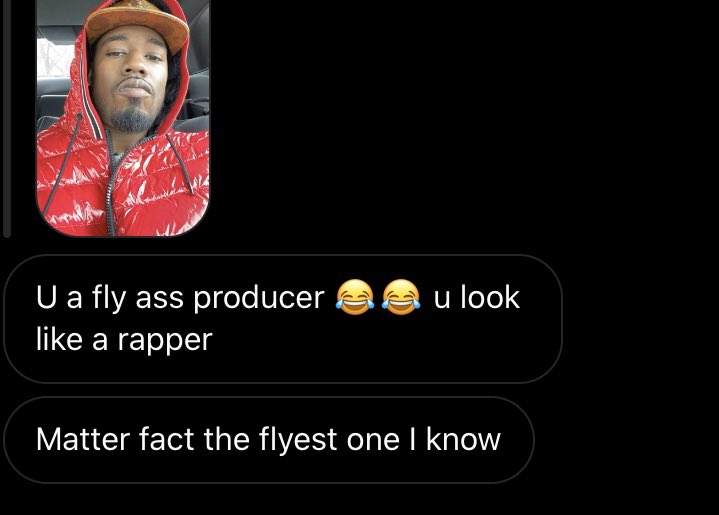 U a fly ass producer 😂😂 u look
like a rapper
Matter fact the flyest one I know